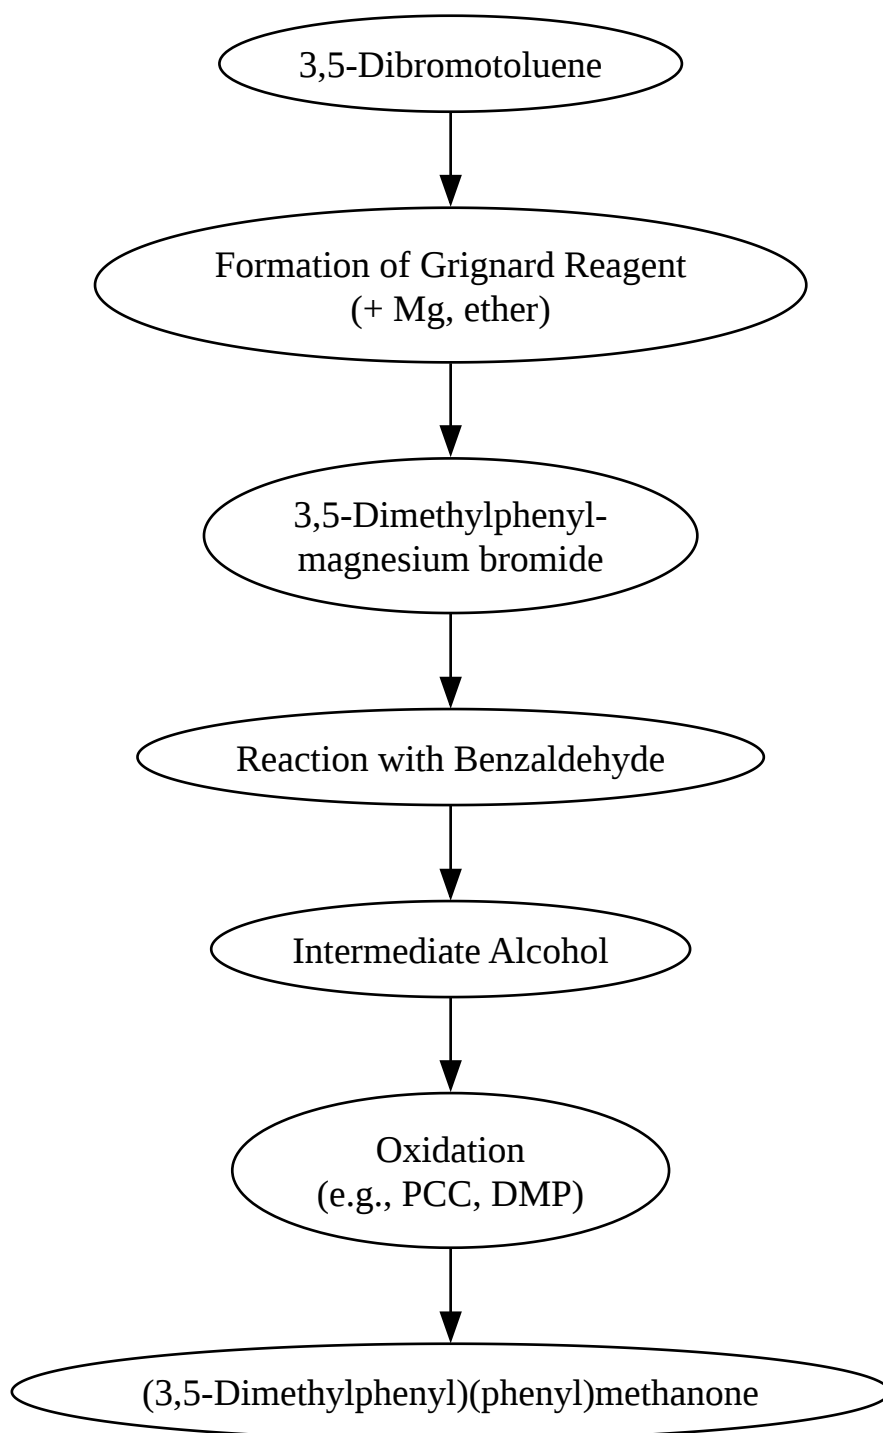 3,5-Dibromotoluene
Formation of Grignard Reagent
(+ Mg, ether)
3,5-Dimethylphenyl-
magnesium bromide
Reaction with Benzaldehyde
Intermediate Alcohol
Oxidation
(e.g., PCC, DMP)
(3,5-Dimethylphenyl)(phenyl)methanone